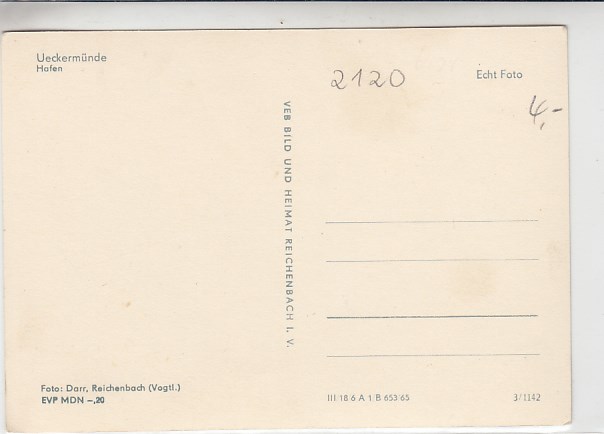 Ueckermünde
Hafen
2120
Echt Foto
4,-
VEB BILD UND HEIMAT REICHENBACH I. V.
Foto: Darr, Reichenbach (Vogtl.)
EVP MDN –,20
III/18 6 A 1/B 653/65
3/1142